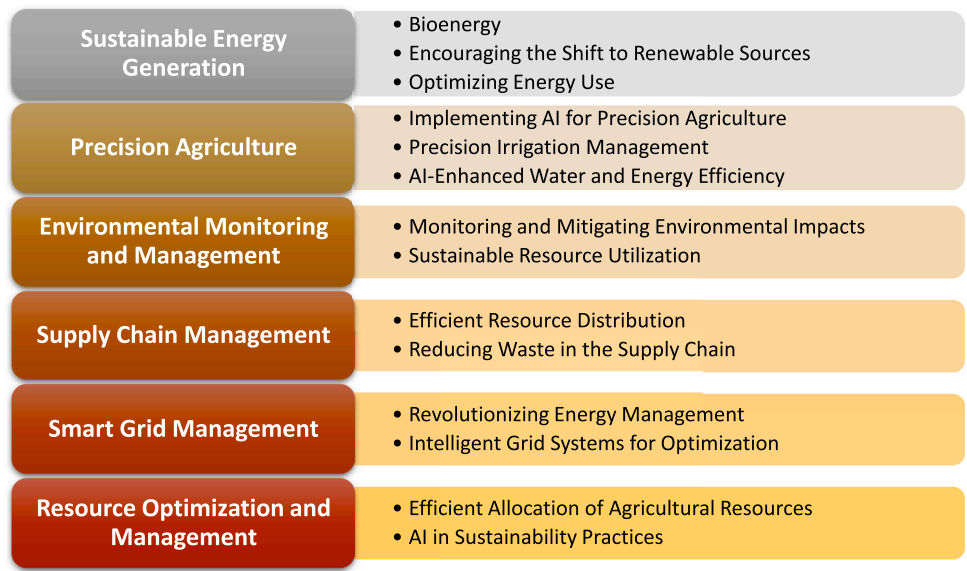 Sustainable Energy
Generation
• Bioenergy
• Encouraging the Shift to Renewable Sources
• Optimizing Energy Use
Precision Agriculture
• Implementing AI for Precision Agriculture
• Precision Irrigation Management
• AI-Enhanced Water and Energy Efficiency
Environmental Monitoring
and Management
• Monitoring and Mitigating Environmental Impacts
• Sustainable Resource Utilization
Supply Chain Management
• Efficient Resource Distribution
• Reducing Waste in the Supply Chain
Smart Grid Management
• Revolutionizing Energy Management
• Intelligent Grid Systems for Optimization
Resource Optimization and
Management
• Efficient Allocation of Agricultural Resources
• AI in Sustainability Practices